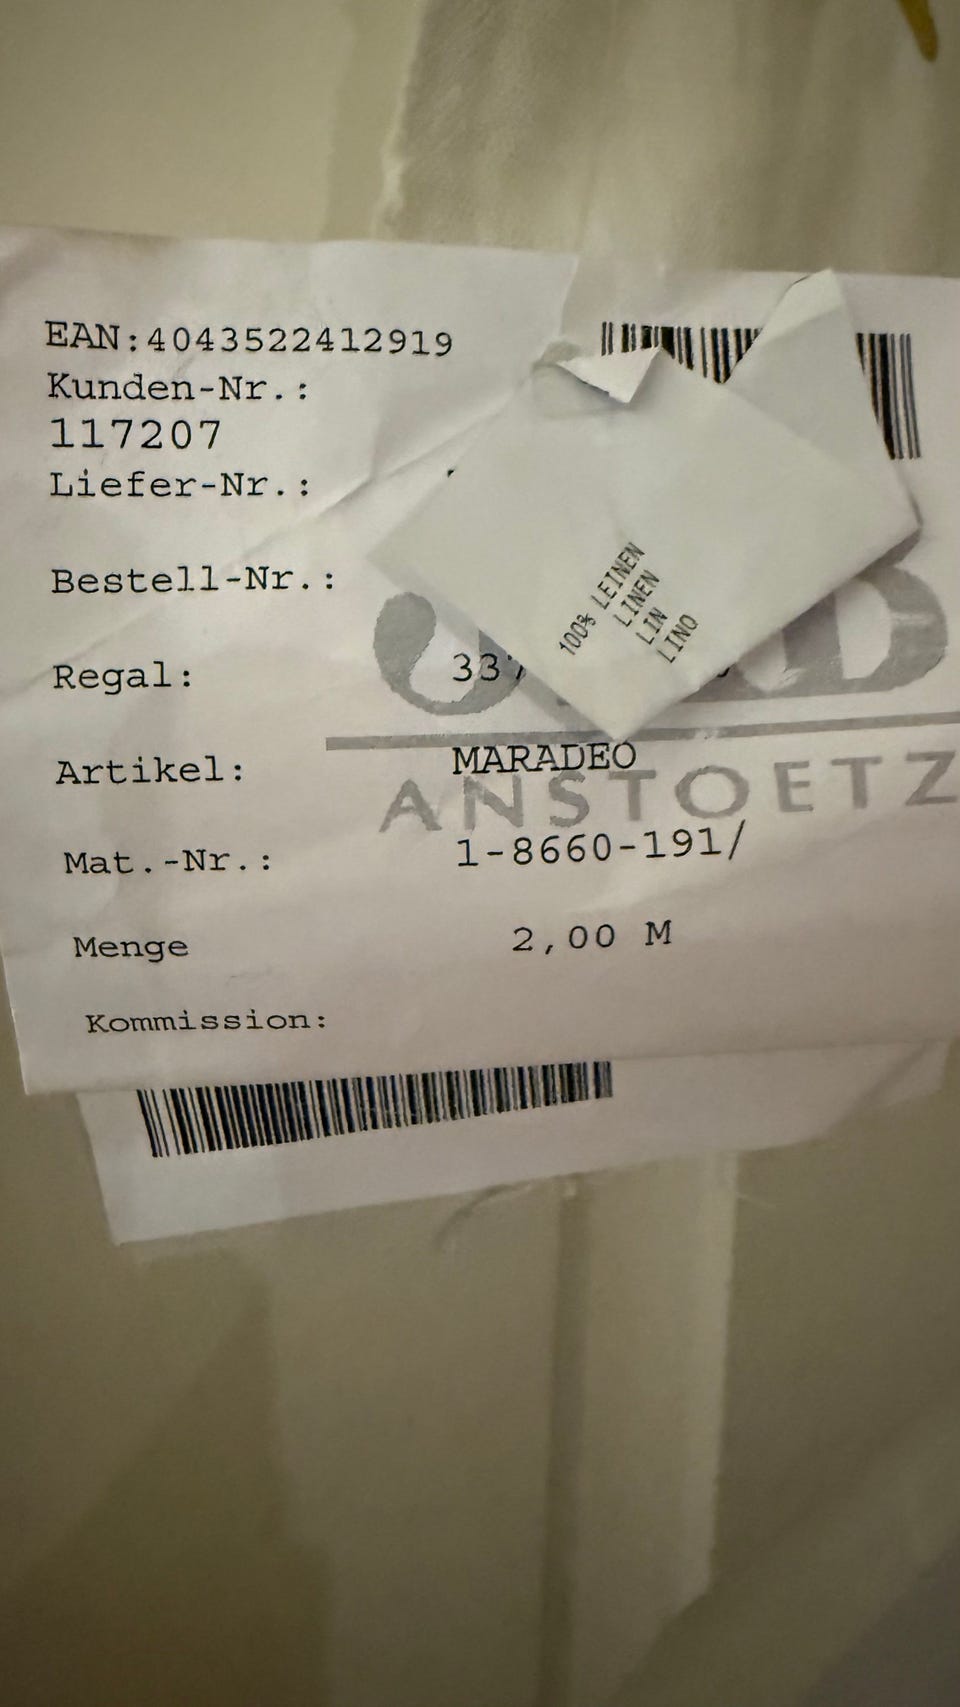 EAN:4043522412919
Kunden-Nr.:
117207
Liefer-Nr.:
Bestell-Nr.:
Regal: 337
Artikel: MARADEO
ANSTOETZ
Mat.-Nr.: 1-8660-191/
Menge 2,00 M
Kommission:
100% LEINEN
LINEN
LIN
LINO